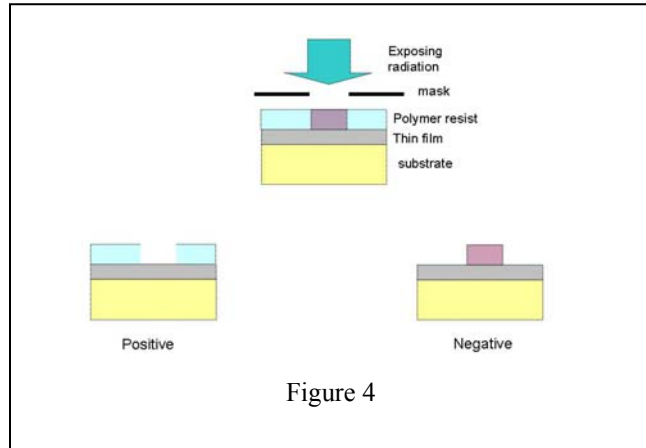 Exposing
radiation
mask
Polymer resist
Thin film
substrate
Positive
Negative
Figure 4